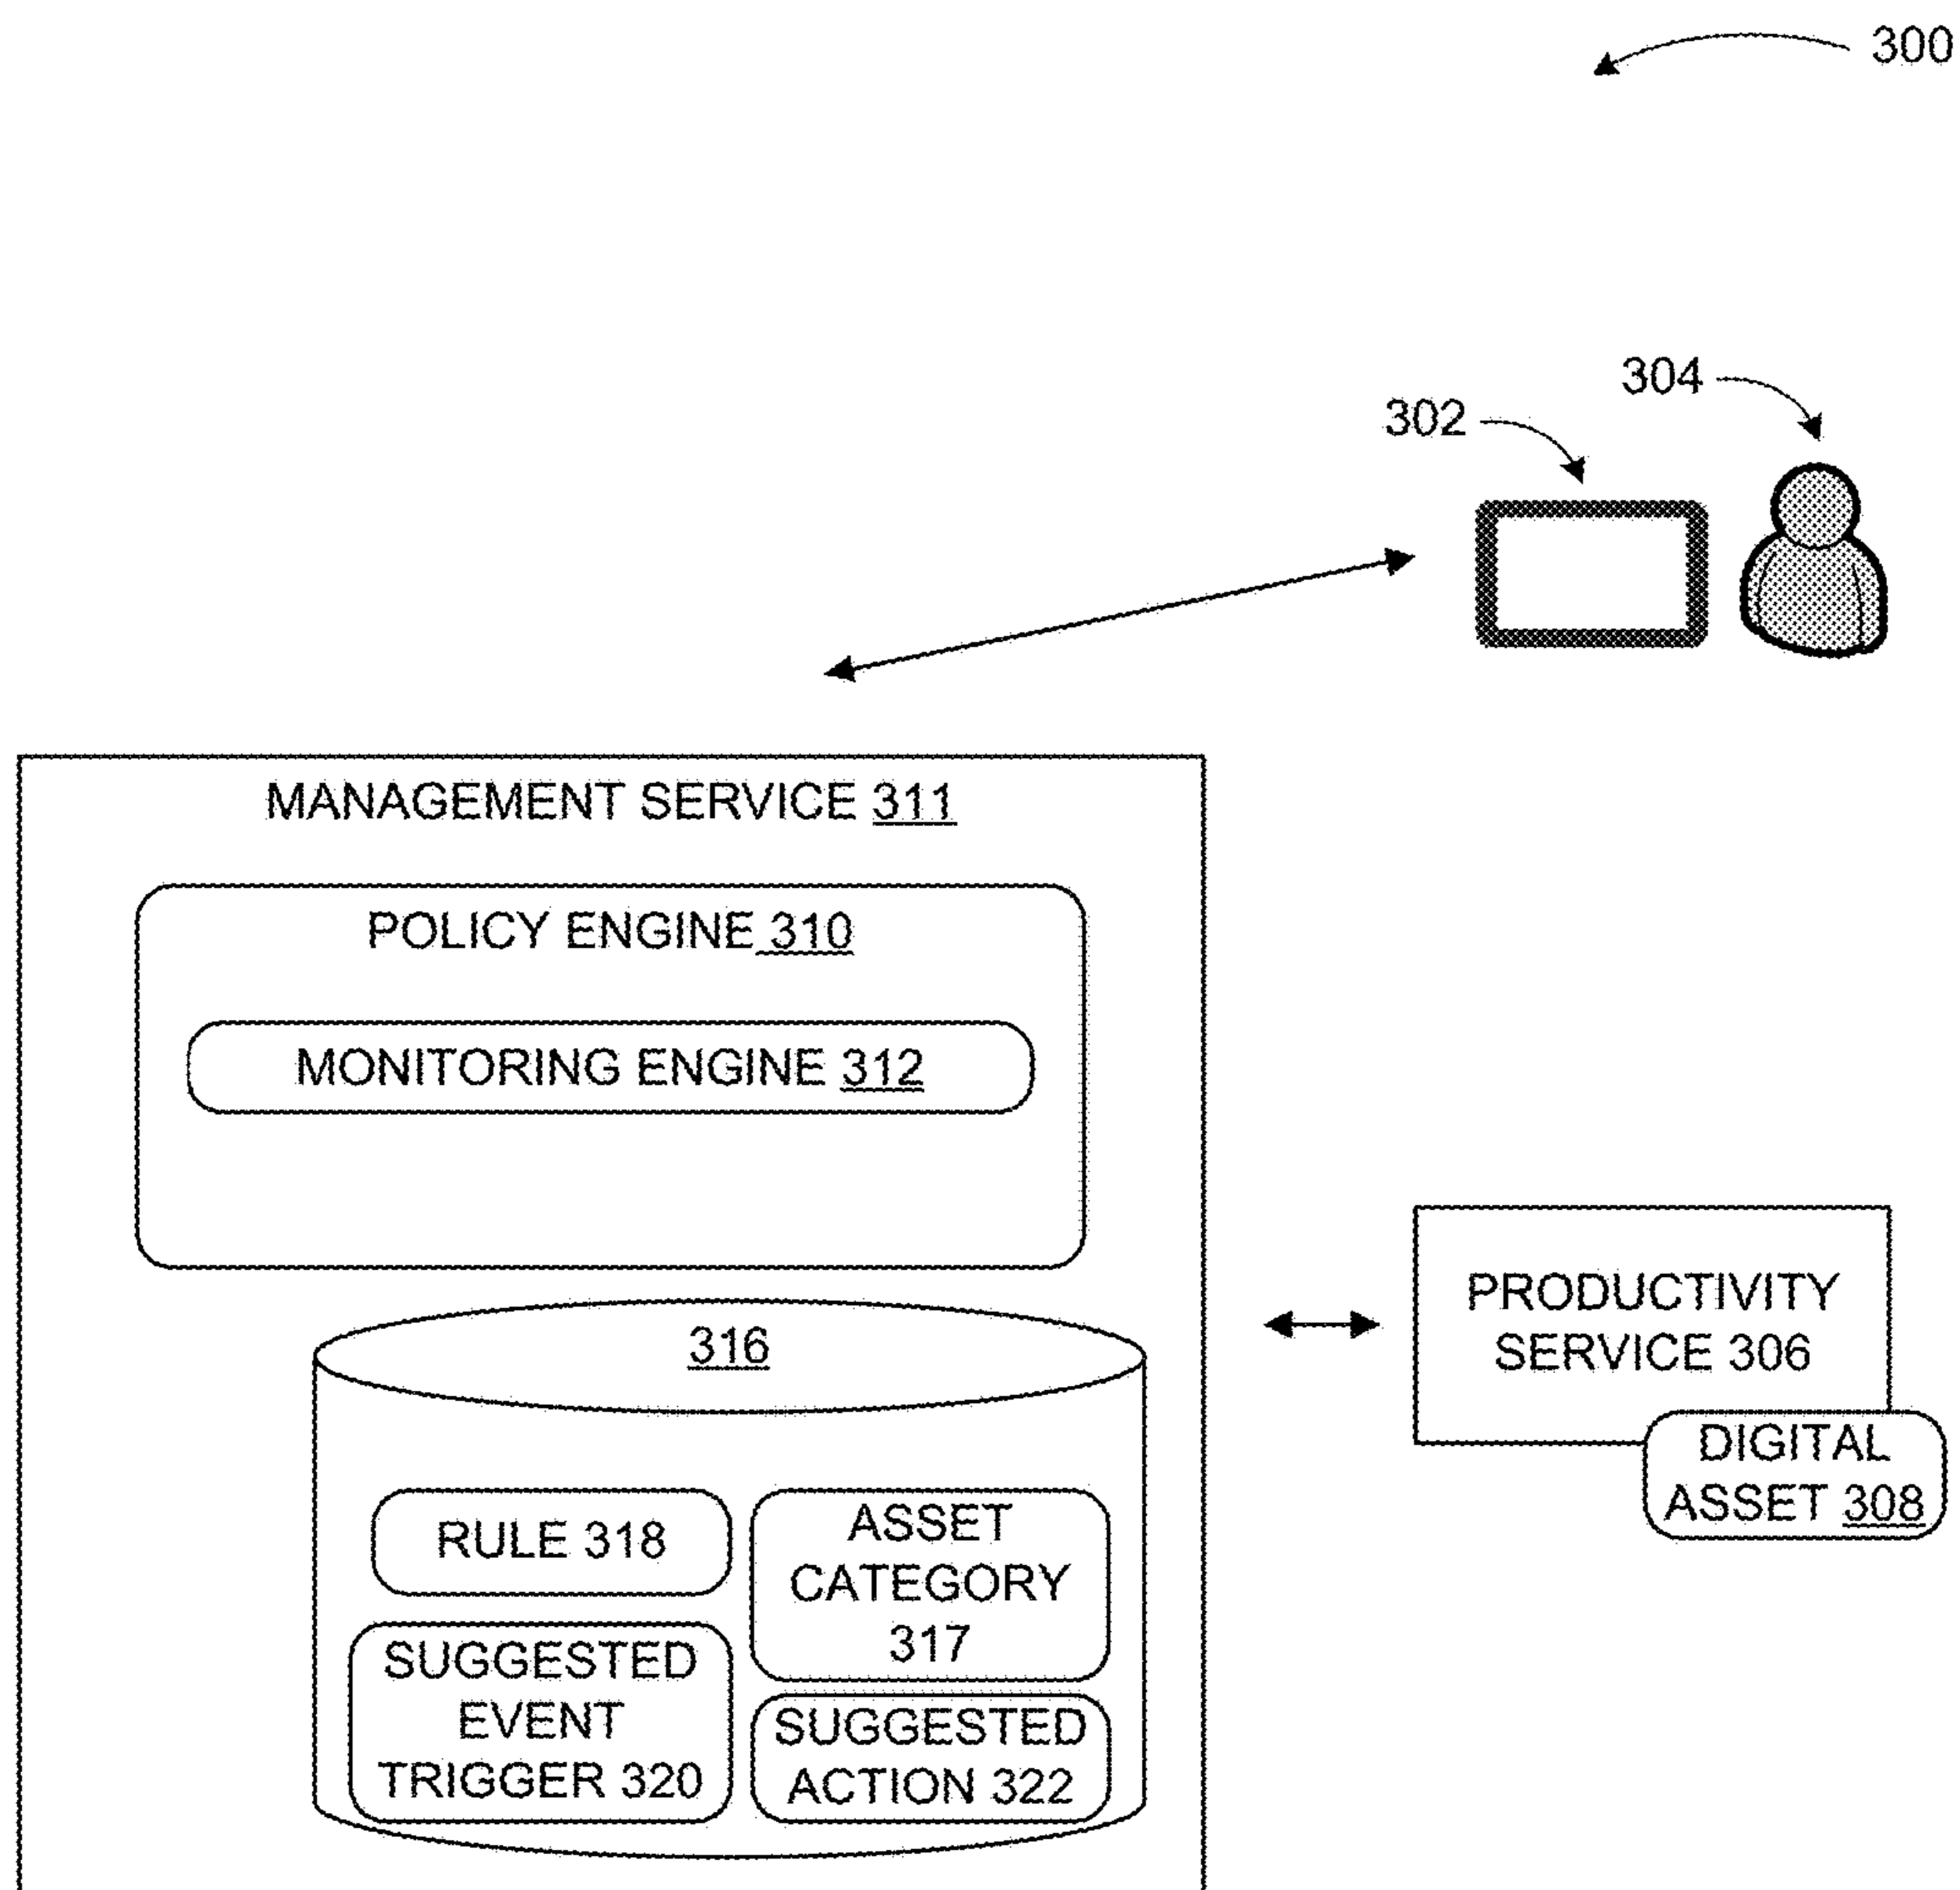 300
304
302
MANAGEMENT SERVICE 311
POLICY ENGINE 310
MONITORING ENGINE 312
316
RULE 318
ASSET
CATEGORY
317
SUGGESTED
EVENT
TRIGGER 320
SUGGESTED
ACTION 322
PRODUCTIVITY
SERVICE 306
DIGITAL
ASSET 308